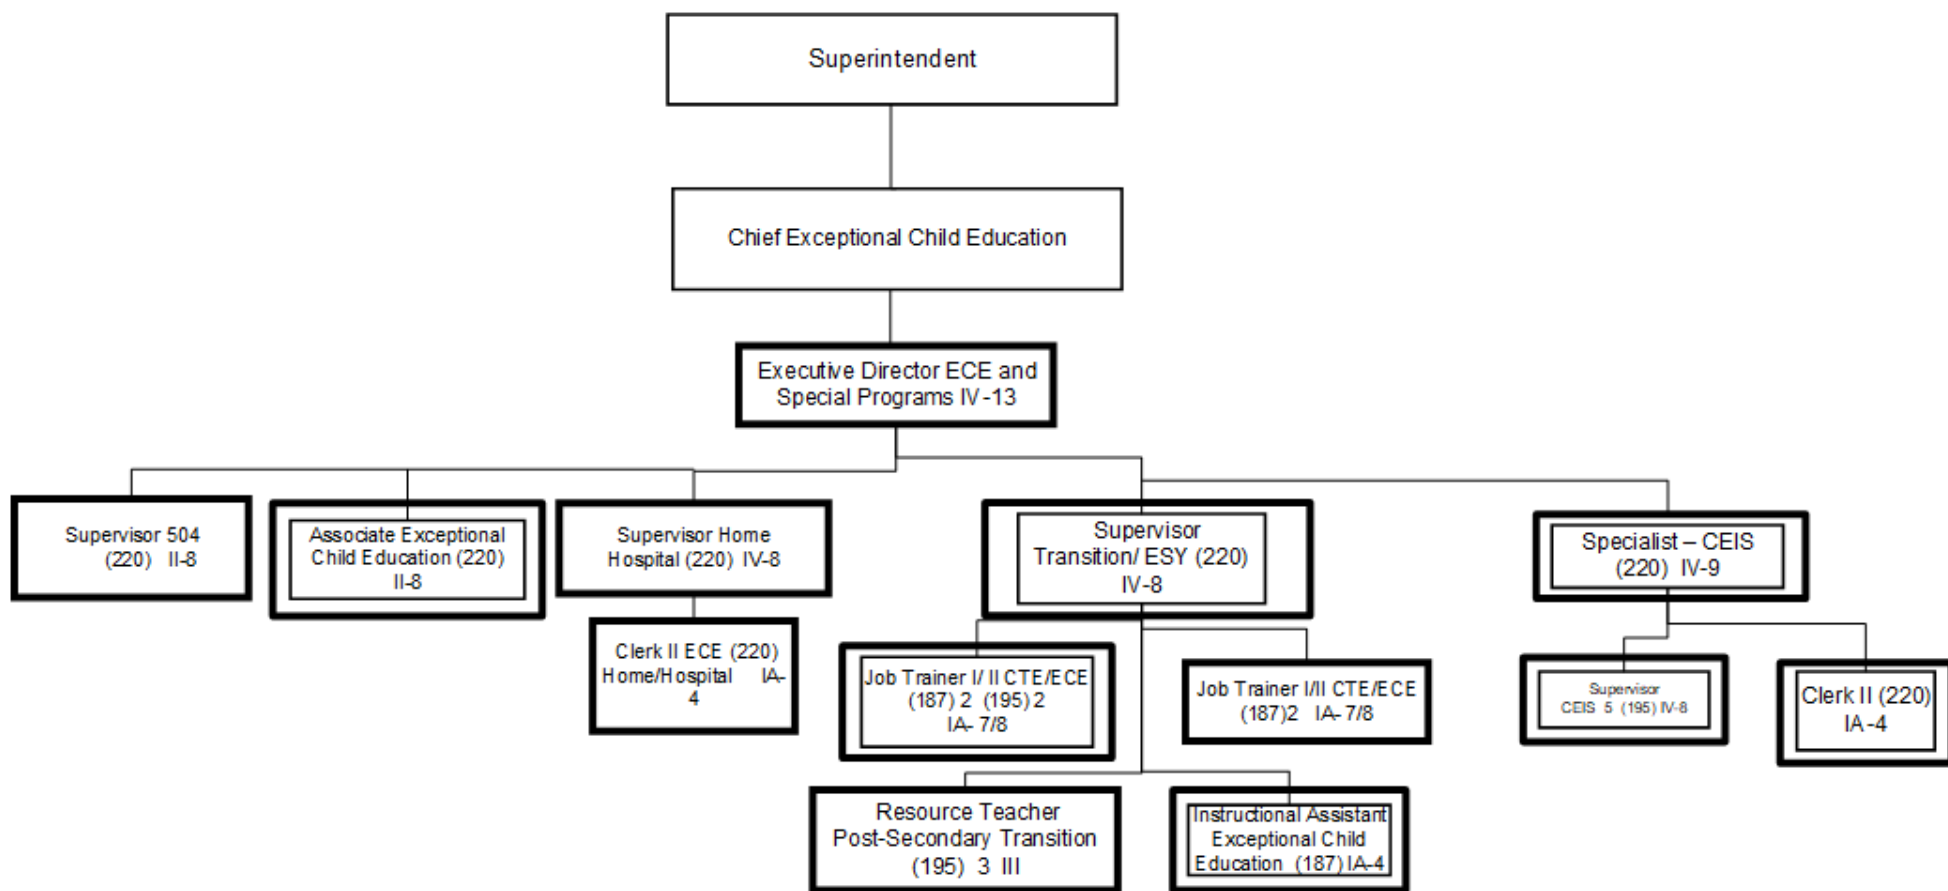 Superintendent
Chief Exceptional Child Education
Executive Director ECE and
Special Programs IV-13
Supervisor 504
(220) II-8
Associate Exceptional
Child Education (220)
II-8
Supervisor Home
Hospital (220) IV-8
Supervisor
Transition/ ESY (220)
IV-8
Specialist – CEIS
(220) IV-9
Clerk II ECE (220)
Home/Hospital IA-
4
Job Trainer I/ II CTE/ECE
(187) 2 (195) 2
IA- 7/8
Job Trainer I/II CTE/ECE
(187)2 IA- 7/8
Supervisor
CEIS 5 (195) IV-8
Clerk II (220)
IA-4
Resource Teacher
Post-Secondary Transition
(195) 3 III
Instructional Assistant
Exceptional Child
Education (187) IA-4